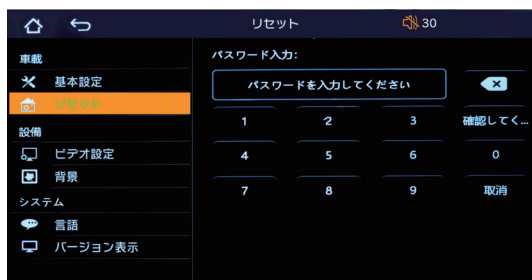 リセット
30
車載
基本設定
リセット
設備
ビデオ設定
背景
システム
言語
バージョン表示
パスワード入力:
パスワードを入力してください
1 2 3 確認してく...
4 5 6 0
7 8 9 取消